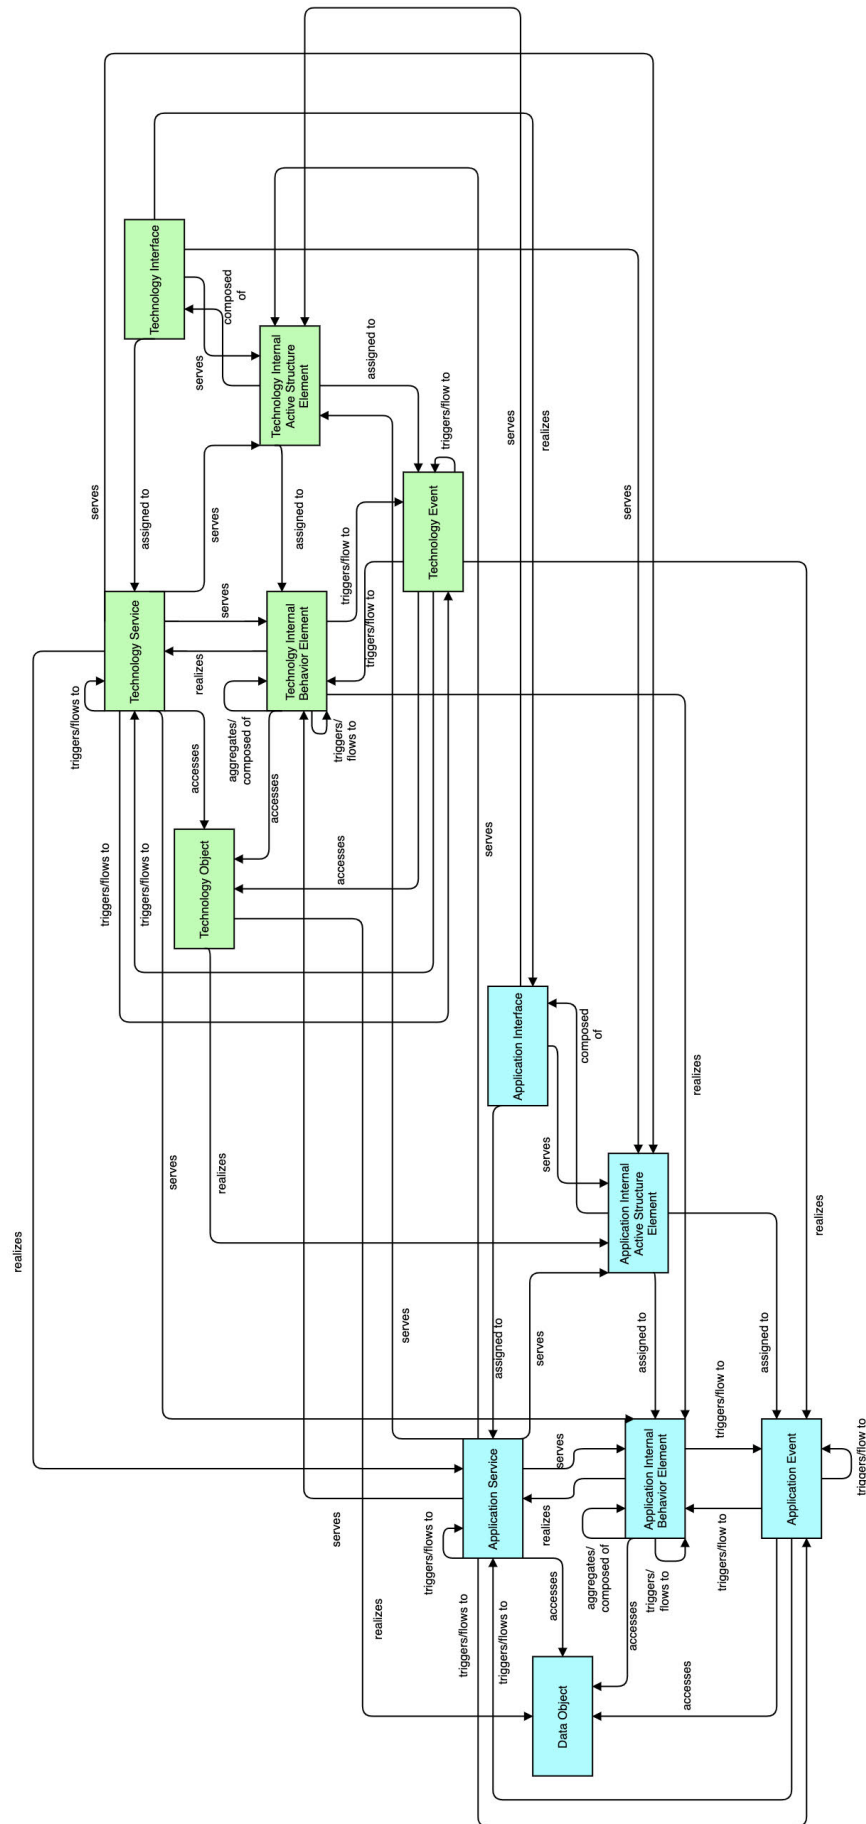 Technology Interface
composed
of
serves
Technology Internal
Active Structure
Element
assigned to
triggers/flow to
serves
realizes
serves
assigned to
serves
assigned to
serves
triggers/flow to
Technology Event
Technology Service
serves
Technolgy Internal
Behavior Element
triggers/flow to
realizes
triggers/flows to
aggregates/
composed of
triggers/
flows to
accesses
accesses
accesses
serves
Technology Object
triggers/flows to
triggers/flows to
Application Interface
composed
of
realizes
serves
serves
realizes
Application Internal
Active Structure
Element
realizes
realizes
serves
assigned to
serves
assigned to
assigned to
triggers/flow to
Application Service
serves
Application Internal
Behavior Element
Application Event
triggers/flow to
realizes
serves
triggers/flows to
triggers/flow to
aggregates/
composed of
triggers/
flows to
accesses
accesses
realizes
triggers/flows to
triggers/flows to
accesses
Data Object